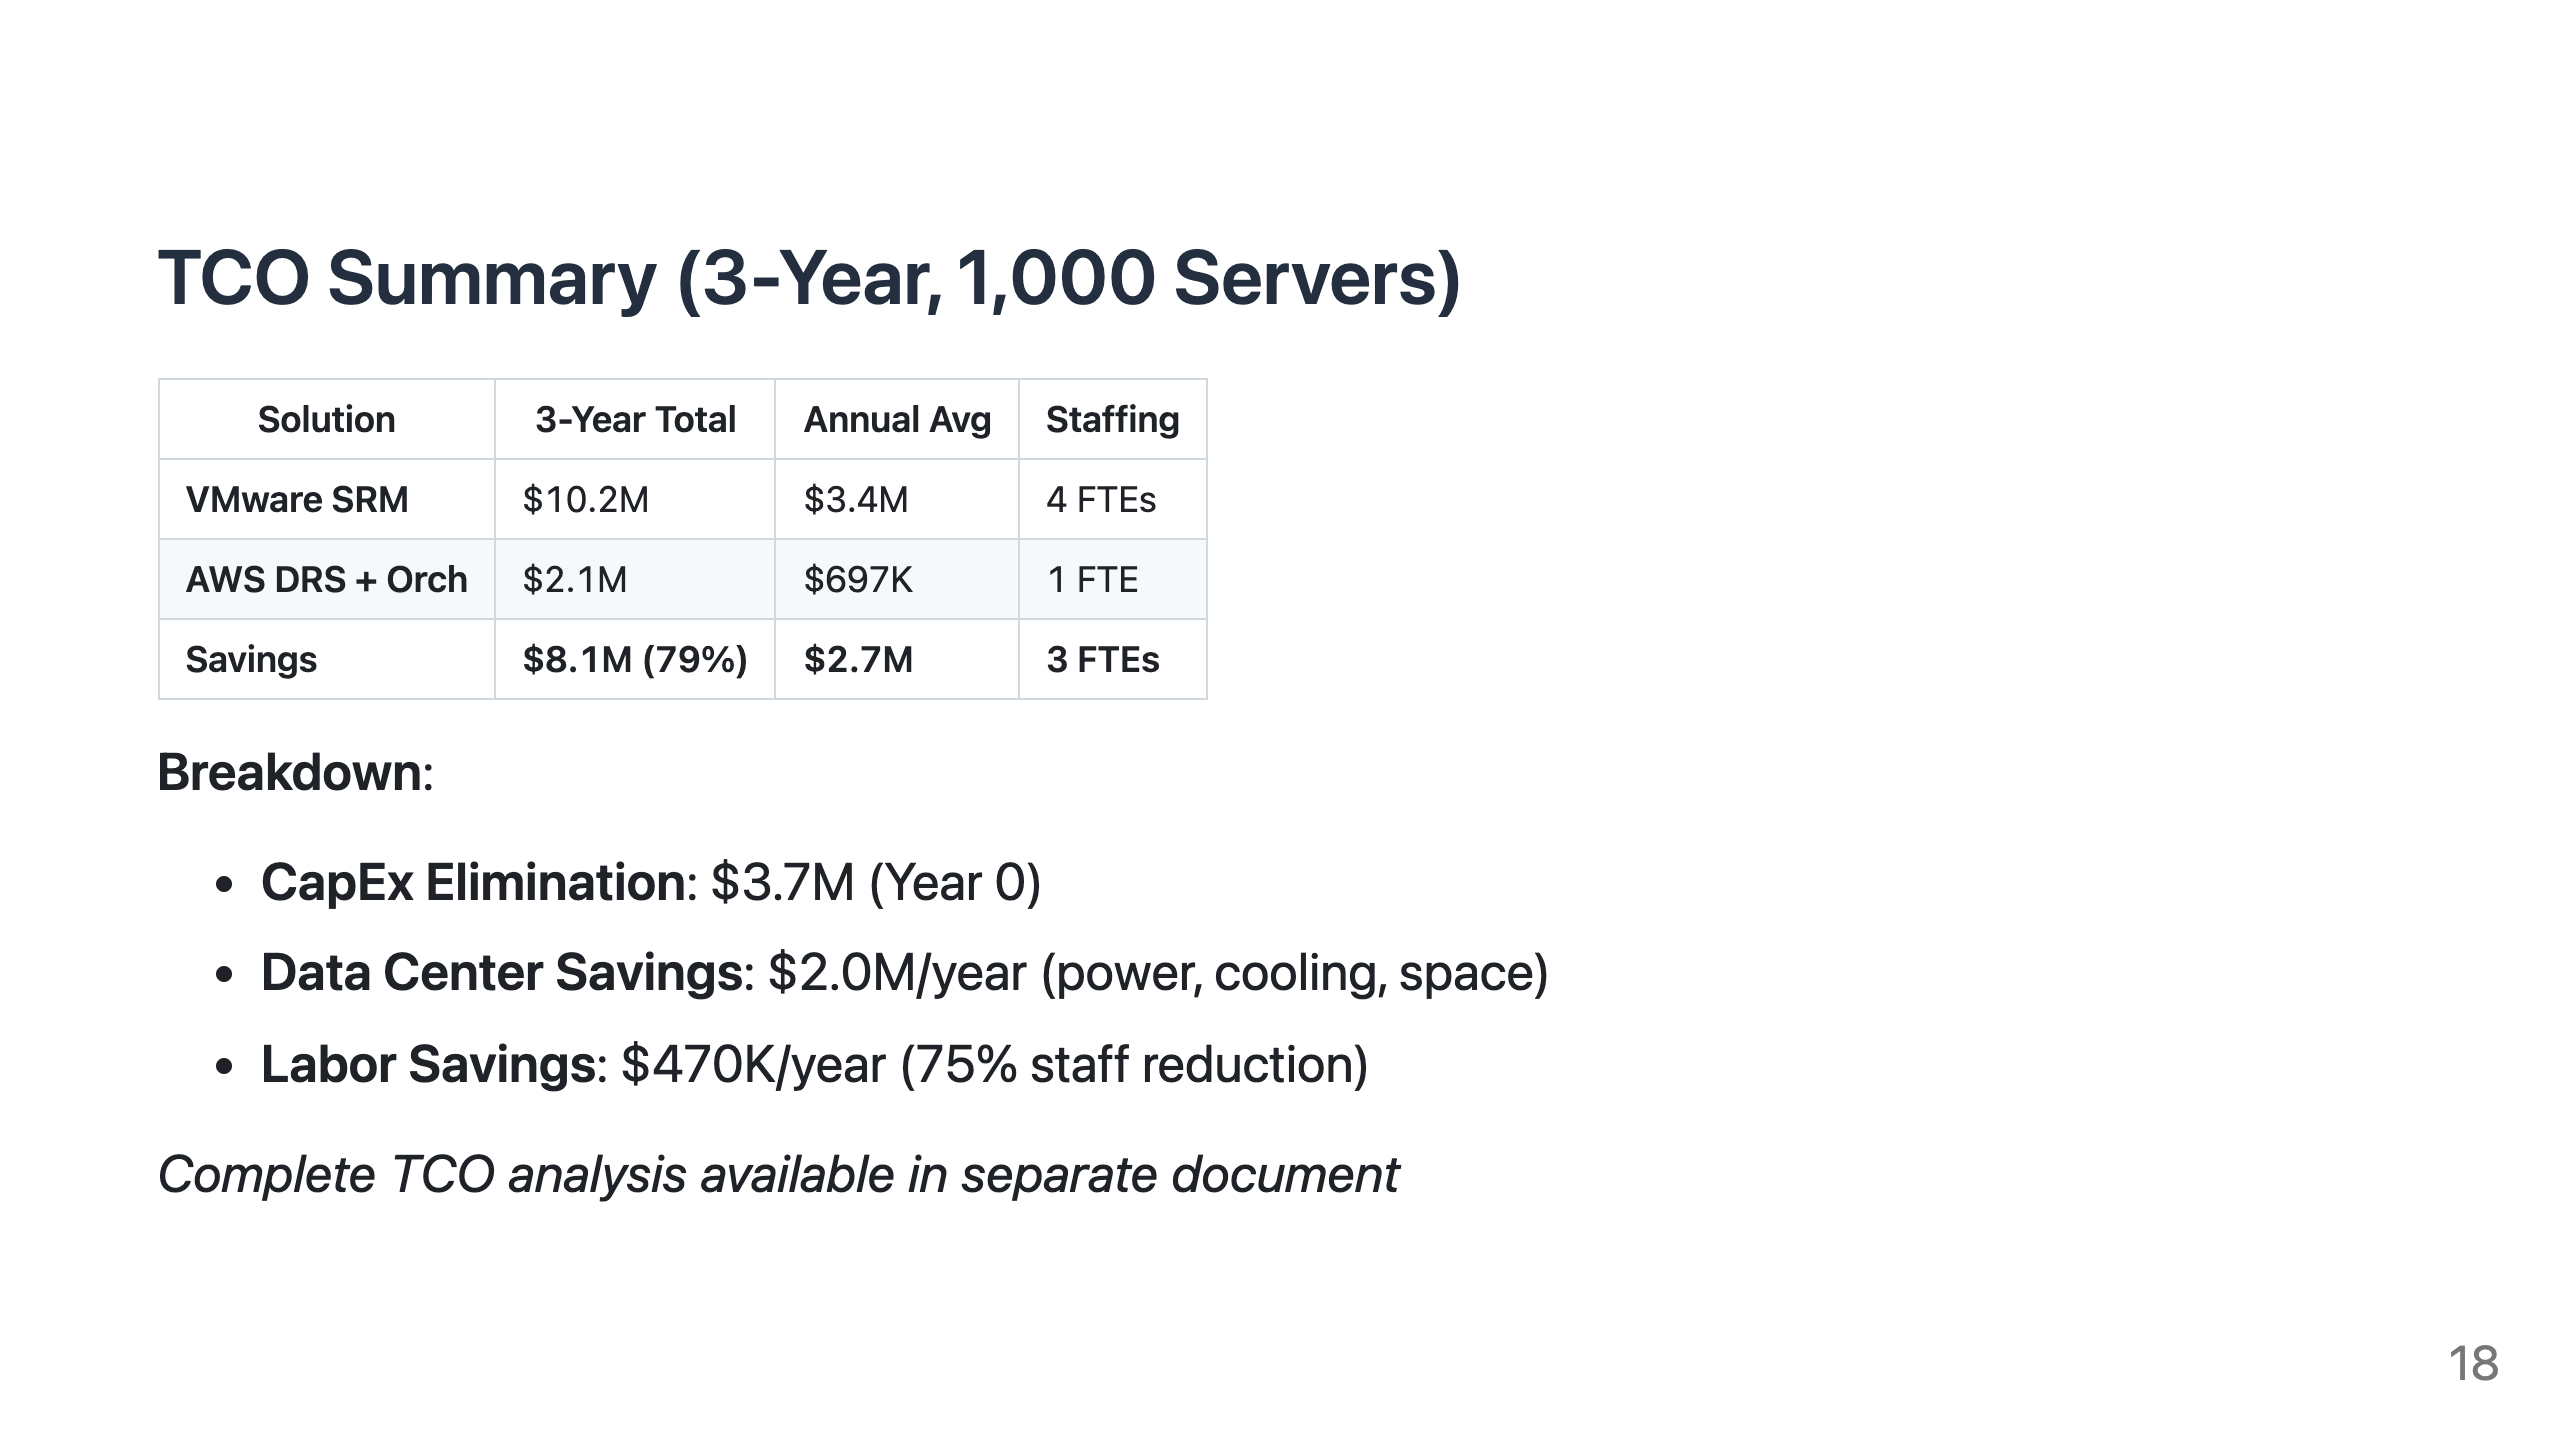 TCO Summary (3-Year, 1,000 Servers)
Solution 3-Year Total Annual Avg Staffing
VMware SRM $10.2M $3.4M 4 FTEs
AWS DRS + Orch $2.1M $697K 1 FTE
Savings $8.1M (79%) $2.7M 3 FTEs
Breakdown:
• CapEx Elimination: $3.7M (Year 0)
• Data Center Savings: $2.0M/year (power, cooling, space)
• Labor Savings: $470K/year (75% staff reduction)
Complete TCO analysis available in separate document
18